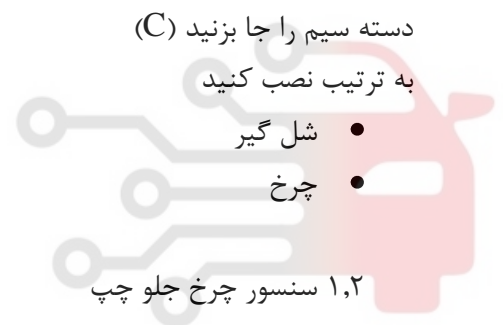 دسته سیم را جا بزنید (C)
به ترتیب نصب کنید
• شل گیر
• چرخ
۱,۲ سنسور چرخ جلو چپ